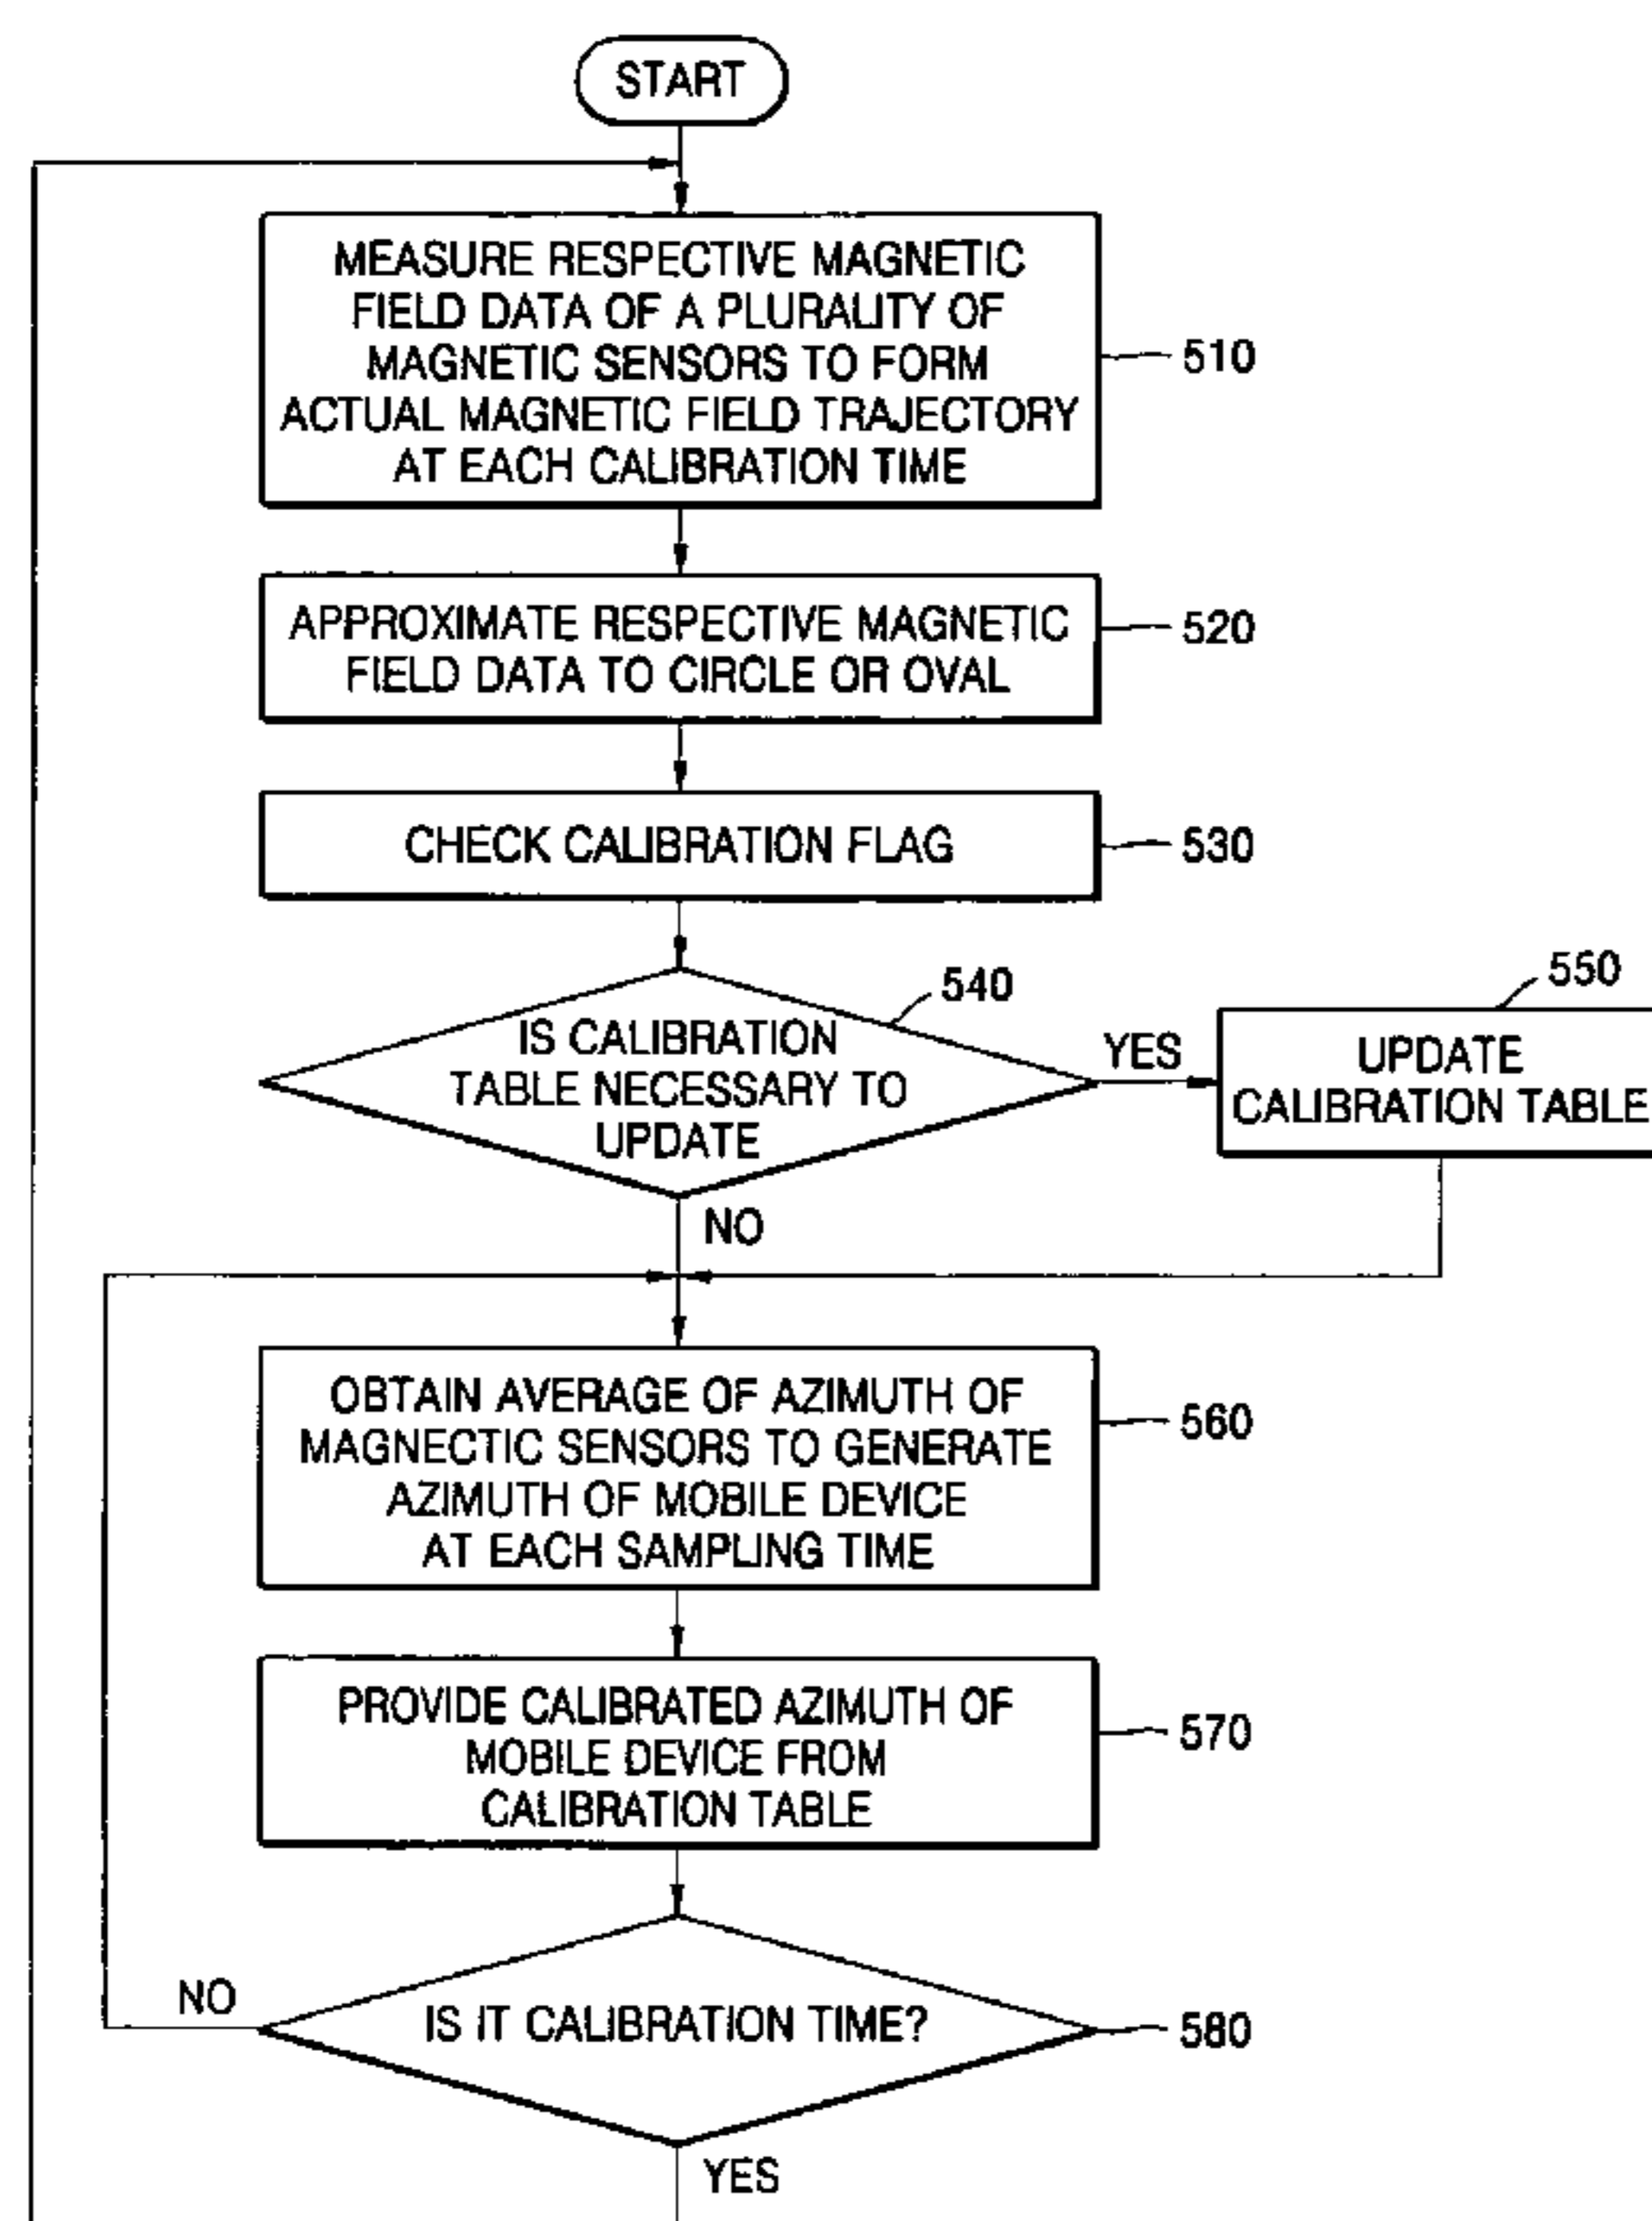 START
MEASURE RESPECTIVE MAGNETIC
FIELD DATA OF A PLURALITY OF
MAGNETIC SENSORS TO FORM
ACTUAL MAGNETIC FIELD TRAJECTORY
AT EACH CALIBRATION TIME
510
APPROXIMATE RESPECTIVE MAGNETIC
FIELD DATA TO CIRCLE OR OVAL
520
CHECK CALIBRATION FLAG
530
540
IS CALIBRATION
TABLE NECESSARY TO
UPDATE
YES
550
UPDATE
CALIBRATION TABLE
NO
OBTAIN AVERAGE OF AZIMUTH OF
MAGNECTIC SENSORS TO GENERATE
AZIMUTH OF MOBILE DEVICE
AT EACH SAMPLING TIME
560
PROVIDE CALIBRATED AZIMUTH OF
MOBILE DEVICE FROM
CALIBRATION TABLE
570
NO
IS IT CALIBRATION TIME?
580
YES